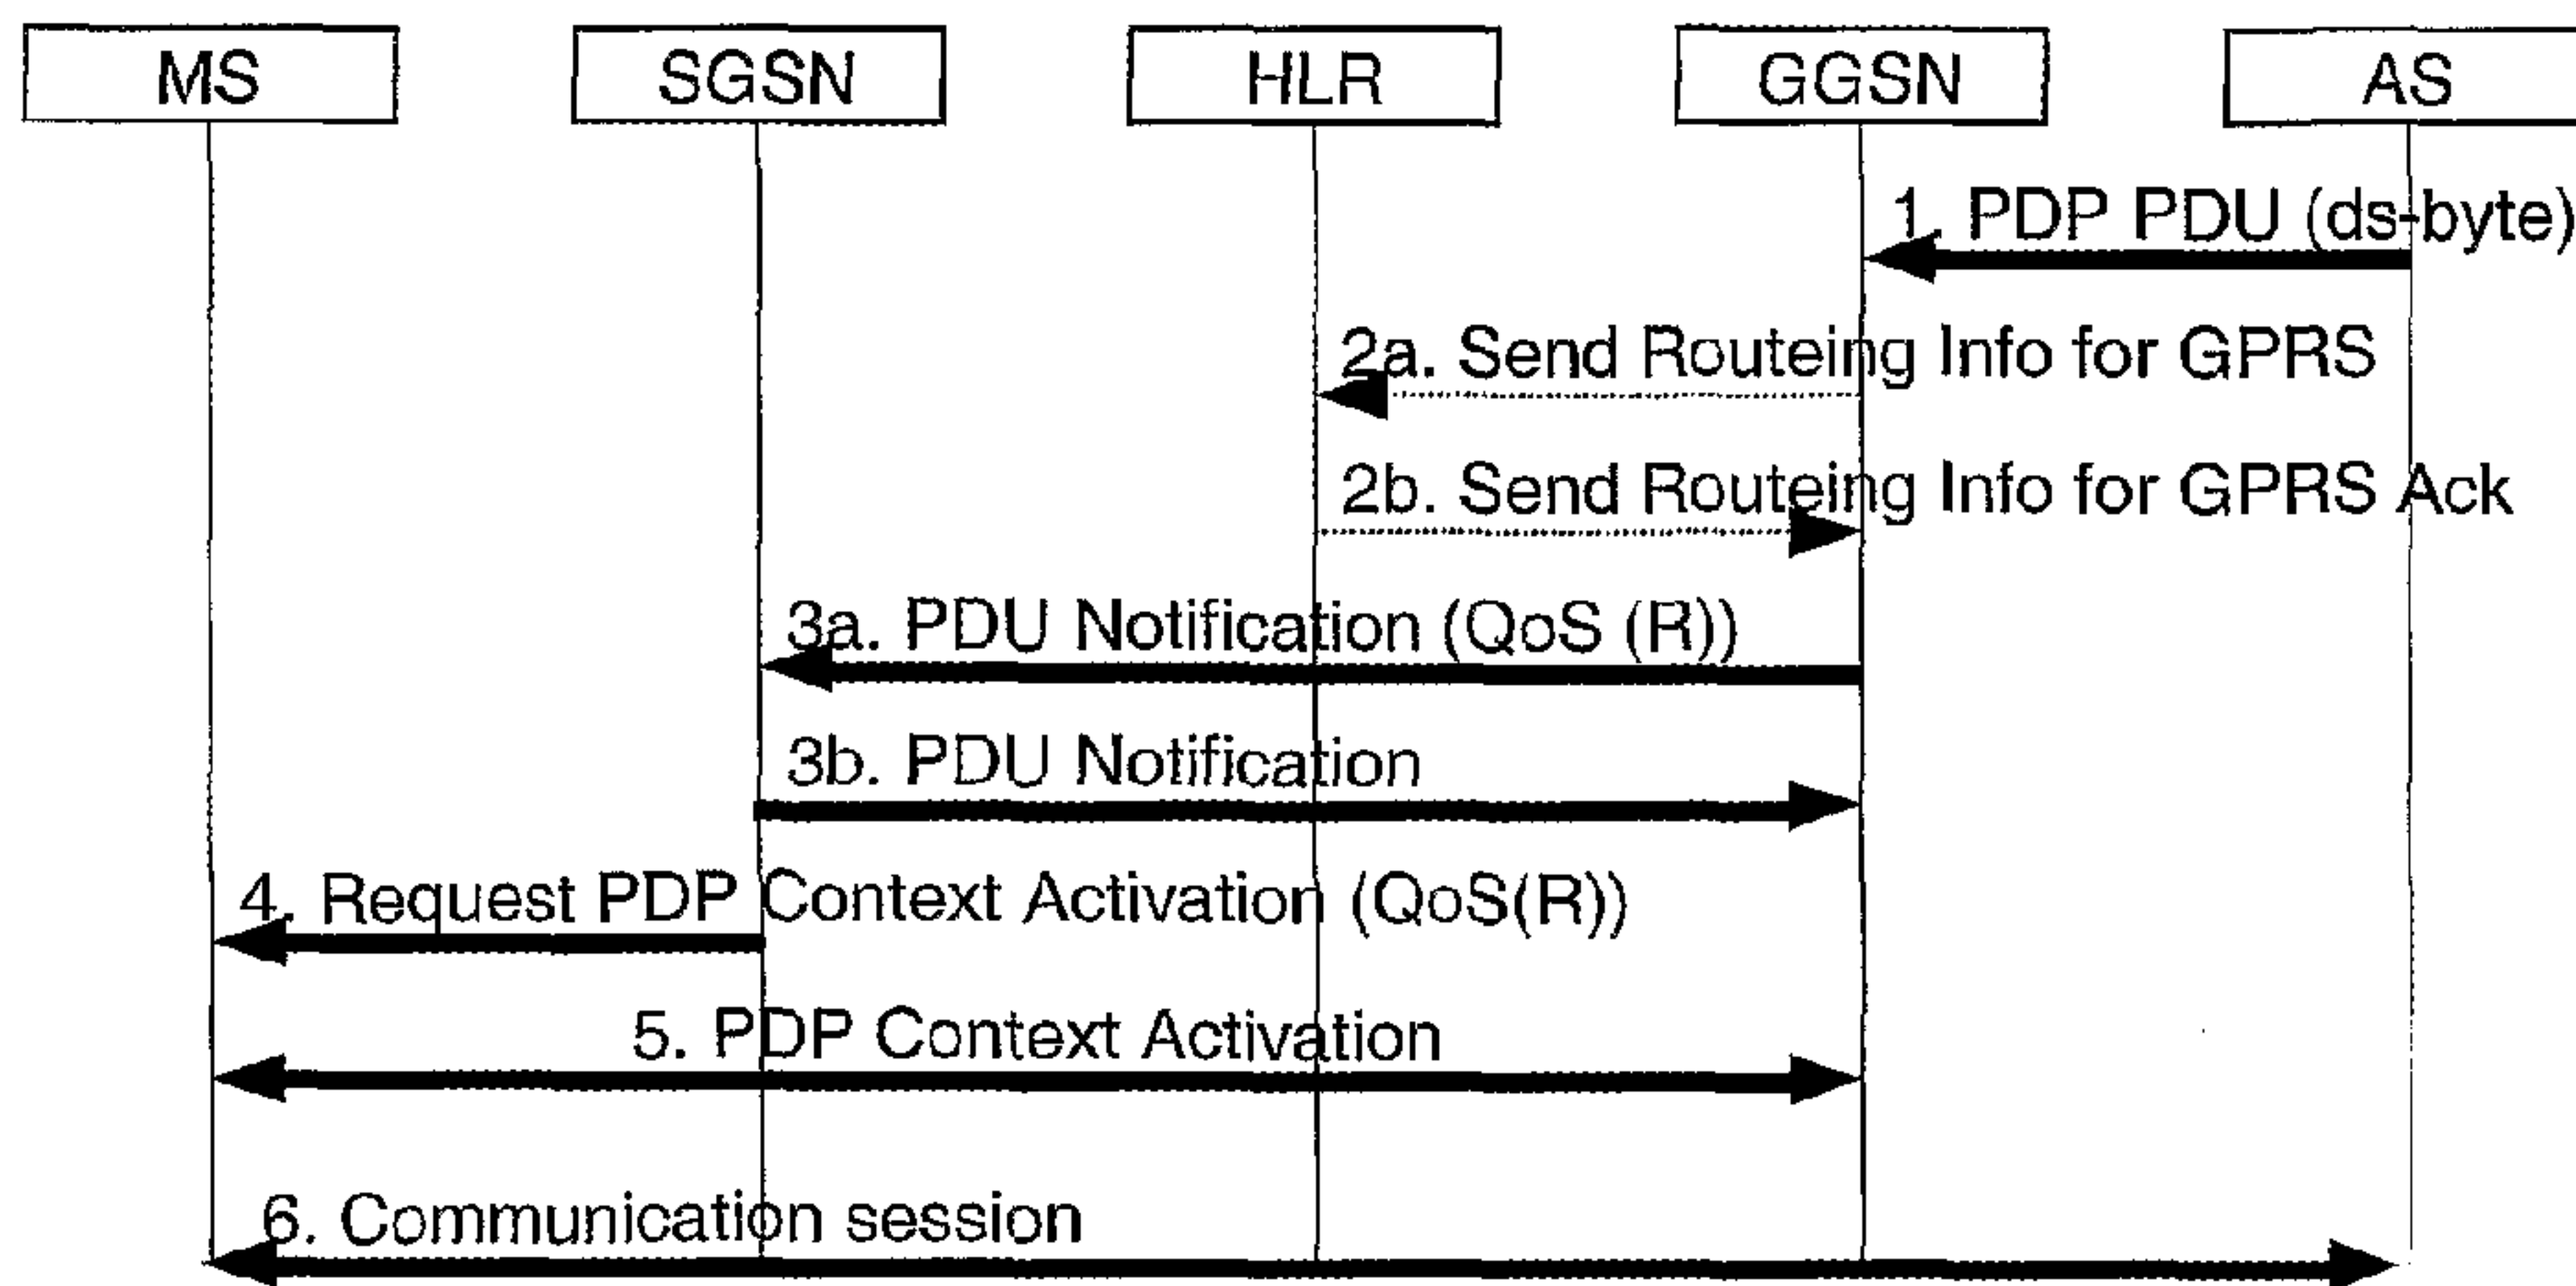 MS SGSN HLR GGSN AS
1. PDP PDU (ds-byte)
2a. Send Routeing Info for GPRS
2b. Send Routeing Info for GPRS Ack
3a. PDU Notification (QoS (R))
3b. PDU Notification
4. Request PDP Context Activation (QoS(R))
5. PDP Context Activation
6. Communication session